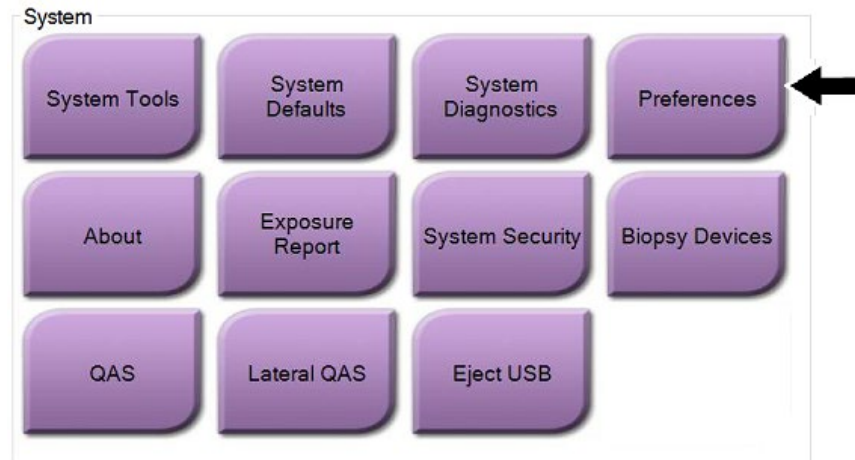 System
System Tools
System
Defaults
System
Diagnostics
Preferences
About
Exposure
Report
System Security
Biopsy Devices
QAS
Lateral QAS
Eject USB